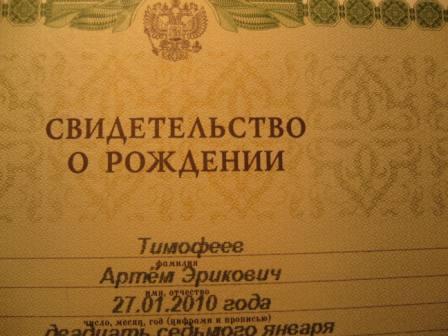 СВИДЕТЕЛЬСТВО
О РОЖДЕНИИ
Тимофеев
фамилия
Артём Эрикович
имя, отчество
27.01.2010 года
число, месяц, год (цифрами и прописью)
двадцать седьмого января